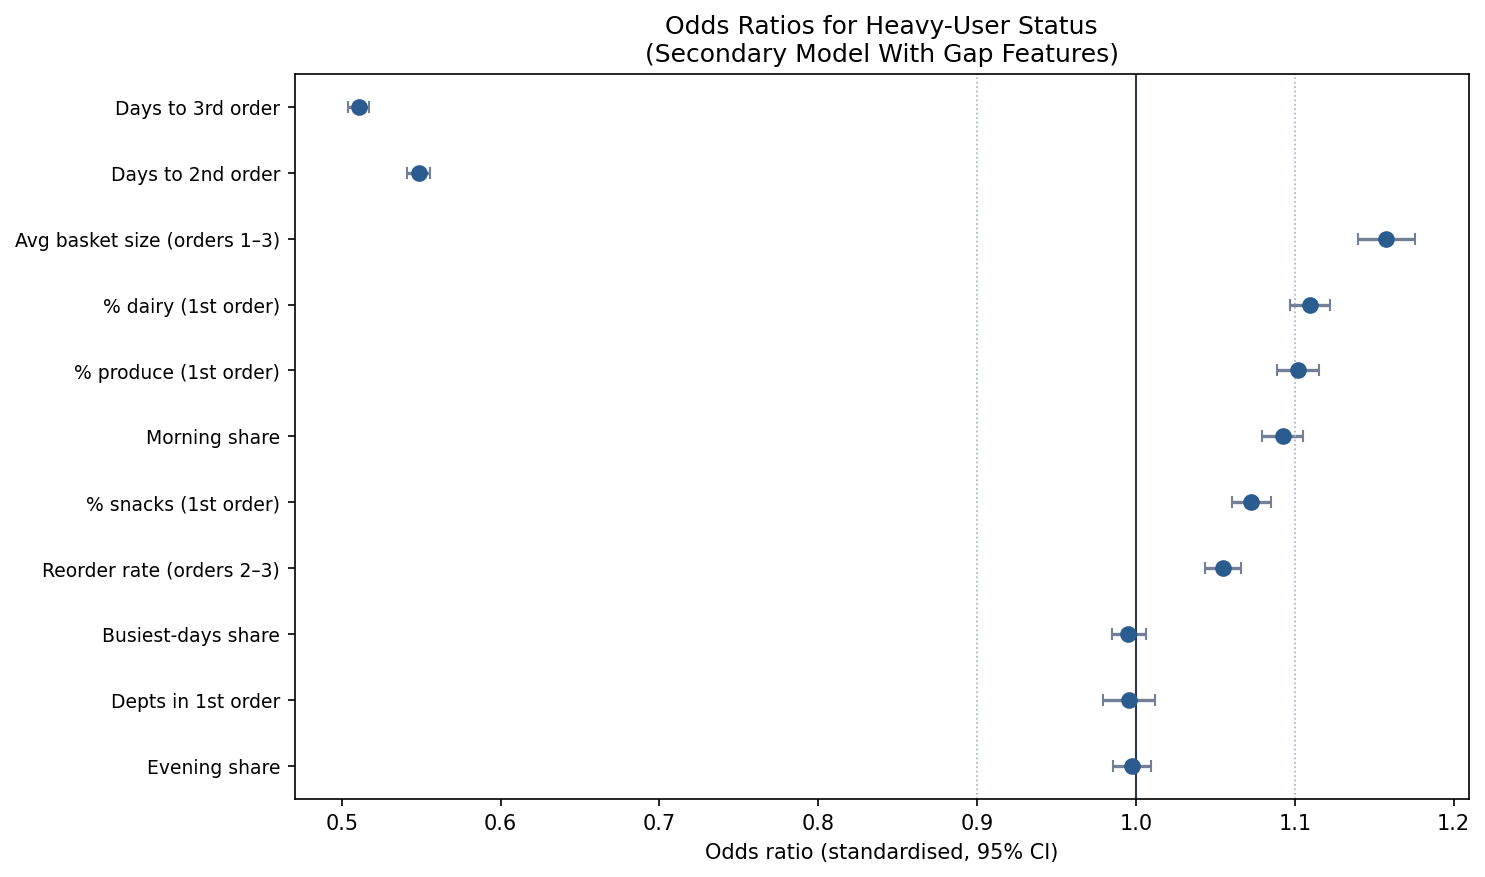 Odds Ratios for Heavy-User Status
(Secondary Model With Gap Features)
Days to 3rd order
Days to 2nd order
Avg basket size (orders 1–3)
% dairy (1st order)
% produce (1st order)
Morning share
% snacks (1st order)
Reorder rate (orders 2–3)
Busiest-days share
Depts in 1st order
Evening share
0.5 0.6 0.7 0.8 0.9 1.0 1.1 1.2
Odds ratio (standardised, 95% CI)